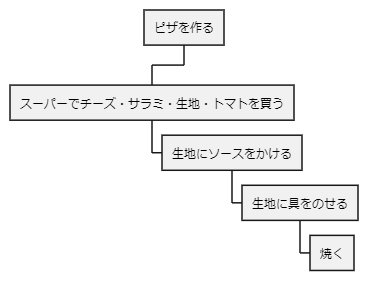 ピザを作る
スーパーでチーズ・サラミ・生地・トマトを買う
生地にソースをかける
生地に具をのせる
焼く